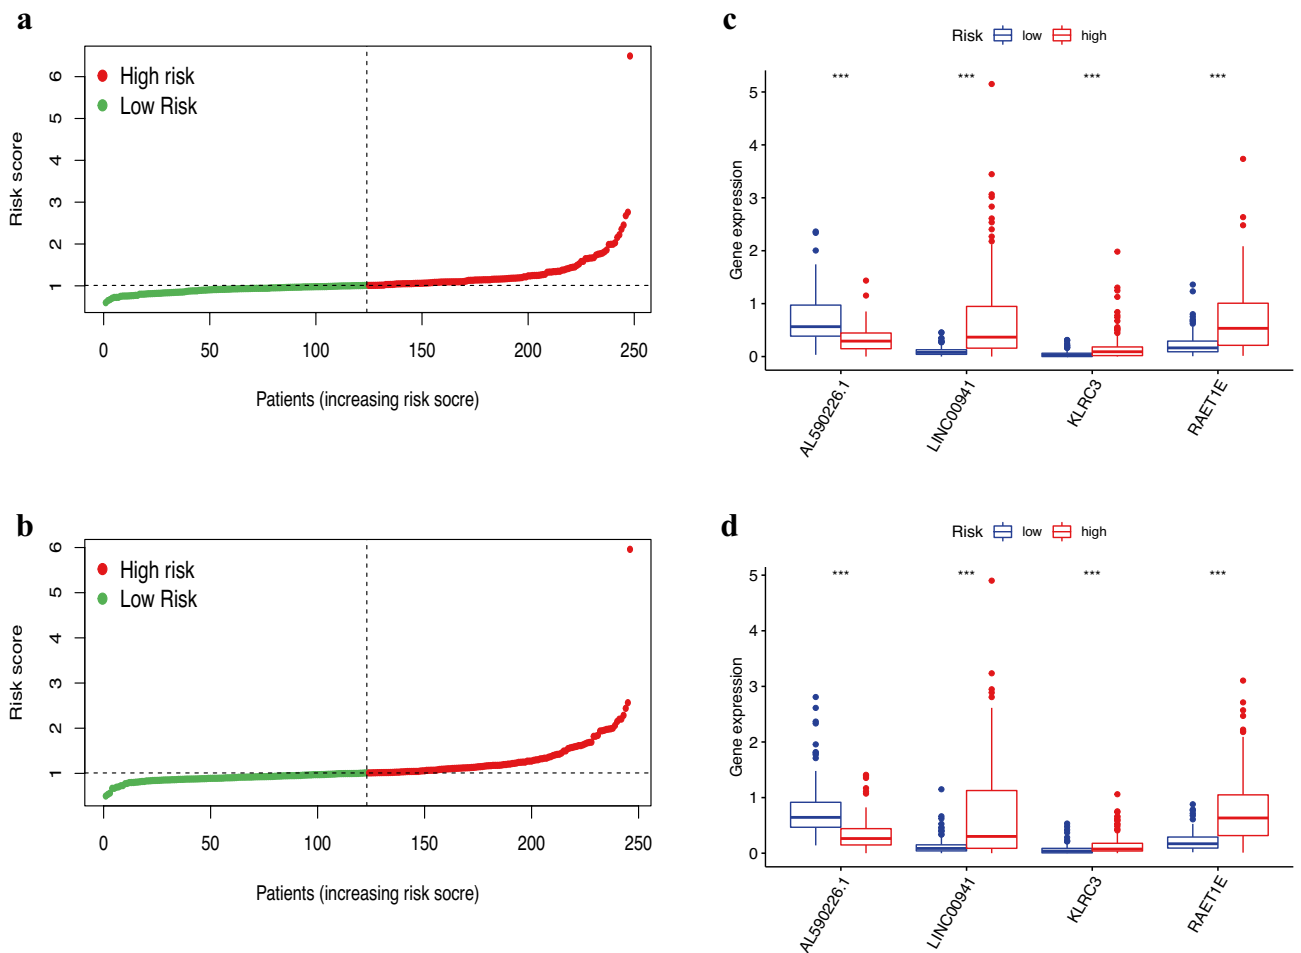 a
High risk
Low Risk
Risk score
1 2 3 4 5 6
0 50 100 150 200 250
Patients (increasing risk socre)
c
Risk low high
*** *** *** ***
Gene expression
5
4
3
2
1
0
AL590226.1 LINC00941 KLRC3 RAET1E
b
High risk
Low Risk
Risk score
1 2 3 4 5 6
0 50 100 150 200 250
Patients (increasing risk socre)
d
Risk low high
*** *** *** ***
Gene expression
5
4
3
2
1
0
AL590226.1 LINC00941 KLRC3 RAET1E